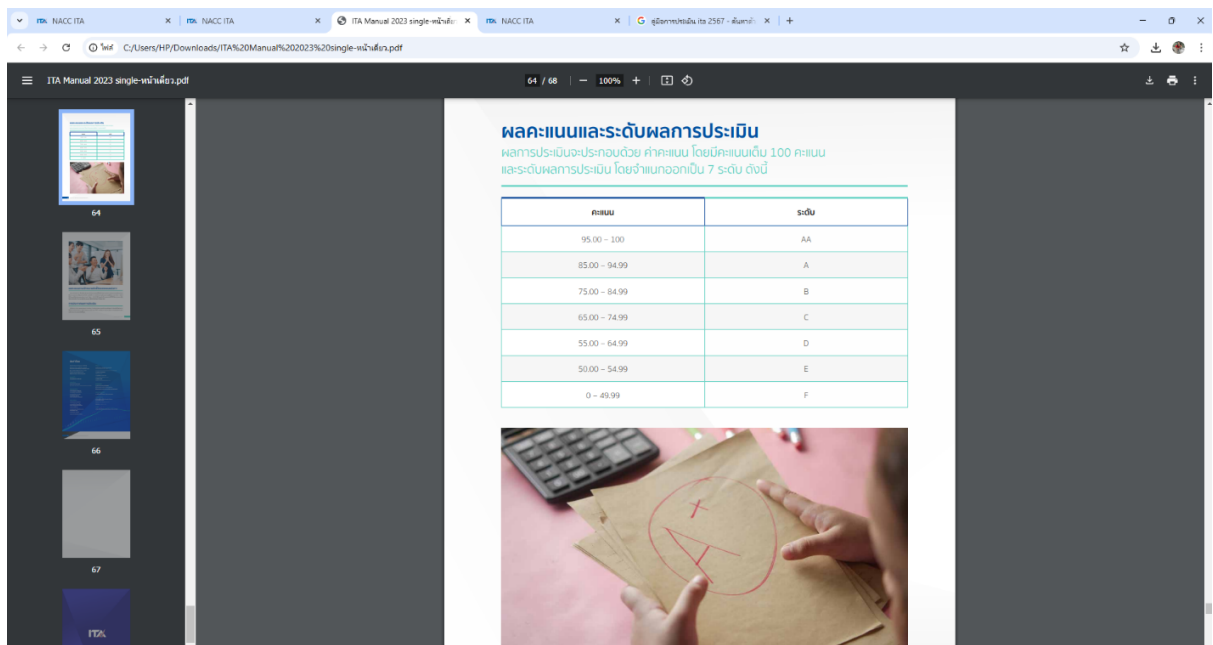 NACC ITA
NACC ITA
ITA Manual 2023 single-หน้าเดี่ยว
NACC ITA
คู่มือการประเมิน ita 2567 - ค้นหาด้
ไฟล์ C:/Users/HP/Downloads/ITA%20Manual%202023%20single-หน้าเดี่ยว.pdf
ITA Manual 2023 single-หน้าเดี่ยว.pdf
64 / 68
100%
ผลคะแนนและระดับผลการประเมิน
ผลการประเมินจะประกอบด้วย ค่าคะแนน โดยมีคะแนนเต็ม 100 คะแนน
และระดับผลการประเมิน โดยจำแนกออกเป็น 7 ระดับ ดังนี้
คะแนน ระดับ
95.00 – 100 AA
85.00 – 94.99 A
75.00 – 84.99 B
65.00 – 74.99 C
55.00 – 64.99 D
50.00 – 54.99 E
0 – 49.99 F
A+
64
65
66
67
ITA